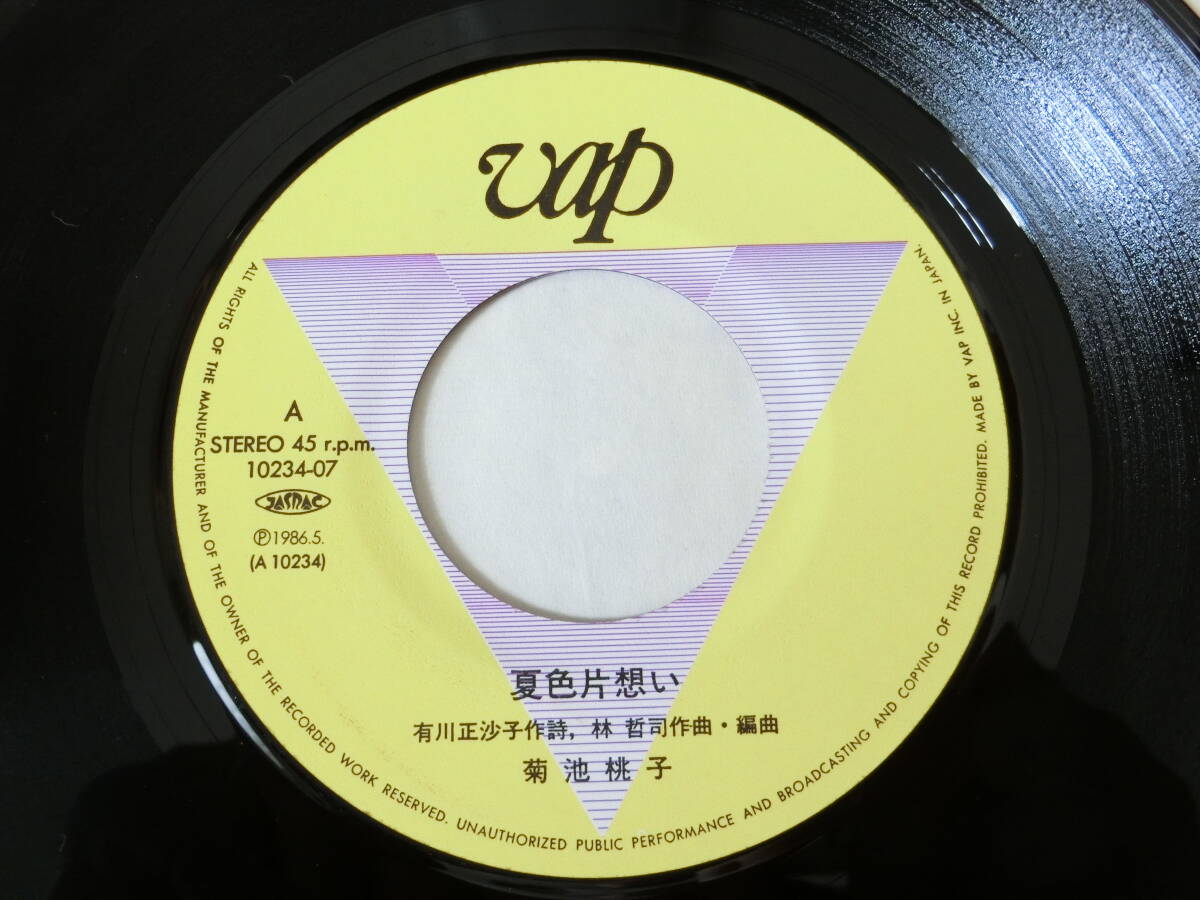 vap
A
STEREO 45 r.p.m.
10234-07
JASRAC
Ⓟ1986.5.
(A 10234)
夏色片想い
有川正沙子作詩, 林 哲司作曲・編曲
菊池桃子
ALL RIGHTS OF THE MANUFACTURER AND OF THE OWNER OF THE RECORDED WORK RESERVED. UNAUTHORIZED PUBLIC PERFORMANCE AND BROADCASTING AND COPYING OF THIS RECORD PROHIBITED. MADE BY VAP INC. IN JAPAN.